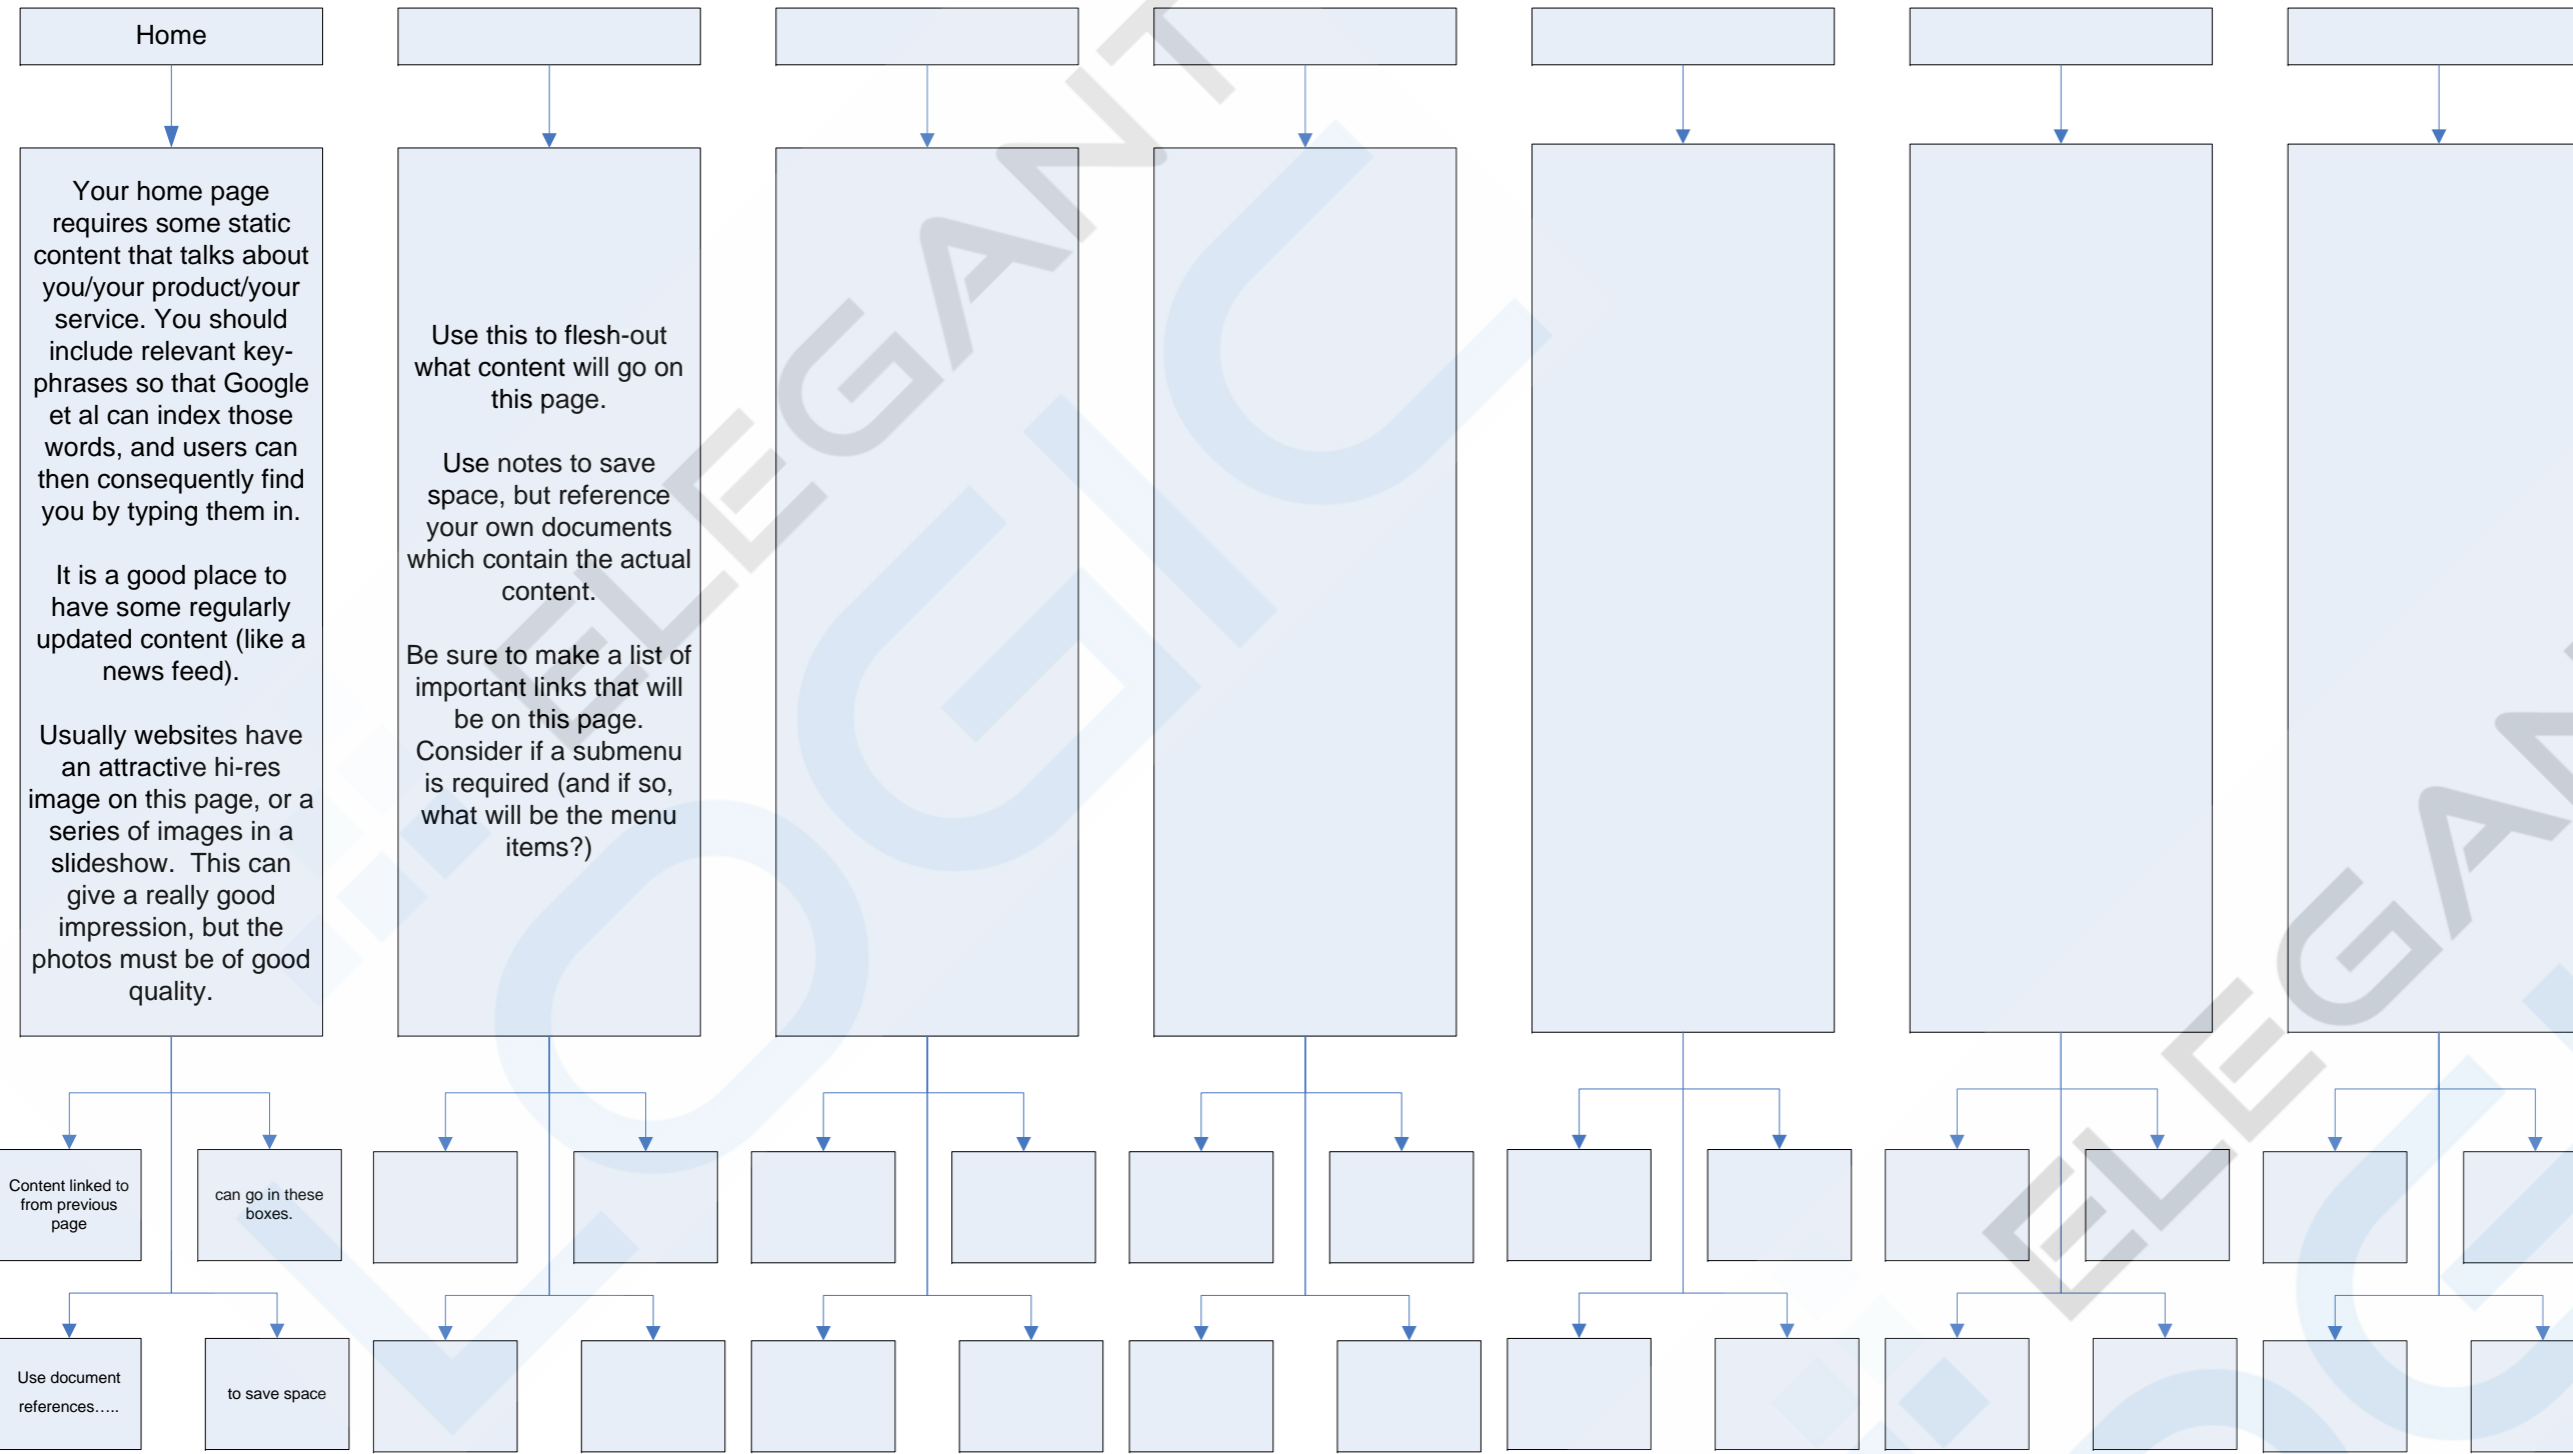 Home
Your home page
requires some static
content that talks about
you/your product/your
service. You should
include relevant key-
phrases so that Google
et al can index those
words, and users can
then consequently find
you by typing them in.
It is a good place to
have some regularly
updated content (like a
news feed).
Usually websites have
an attractive hi-res
image on this page, or a
series of images in a
slideshow.  This can
give a really good
impression, but the
photos must be of good
quality.
Use this to flesh-out
what content will go on
this page.
Use notes to save
space, but reference
your own documents
which contain the actual
content.
Be sure to make a list of
important links that will
be on this page.
Consider if a submenu
is required (and if so,
what will be the menu
items?)
Content linked to
from previous
page
can go in these
boxes.
Use document
references…..
to save space
ELEGANT
LOGIC
ELEGAN